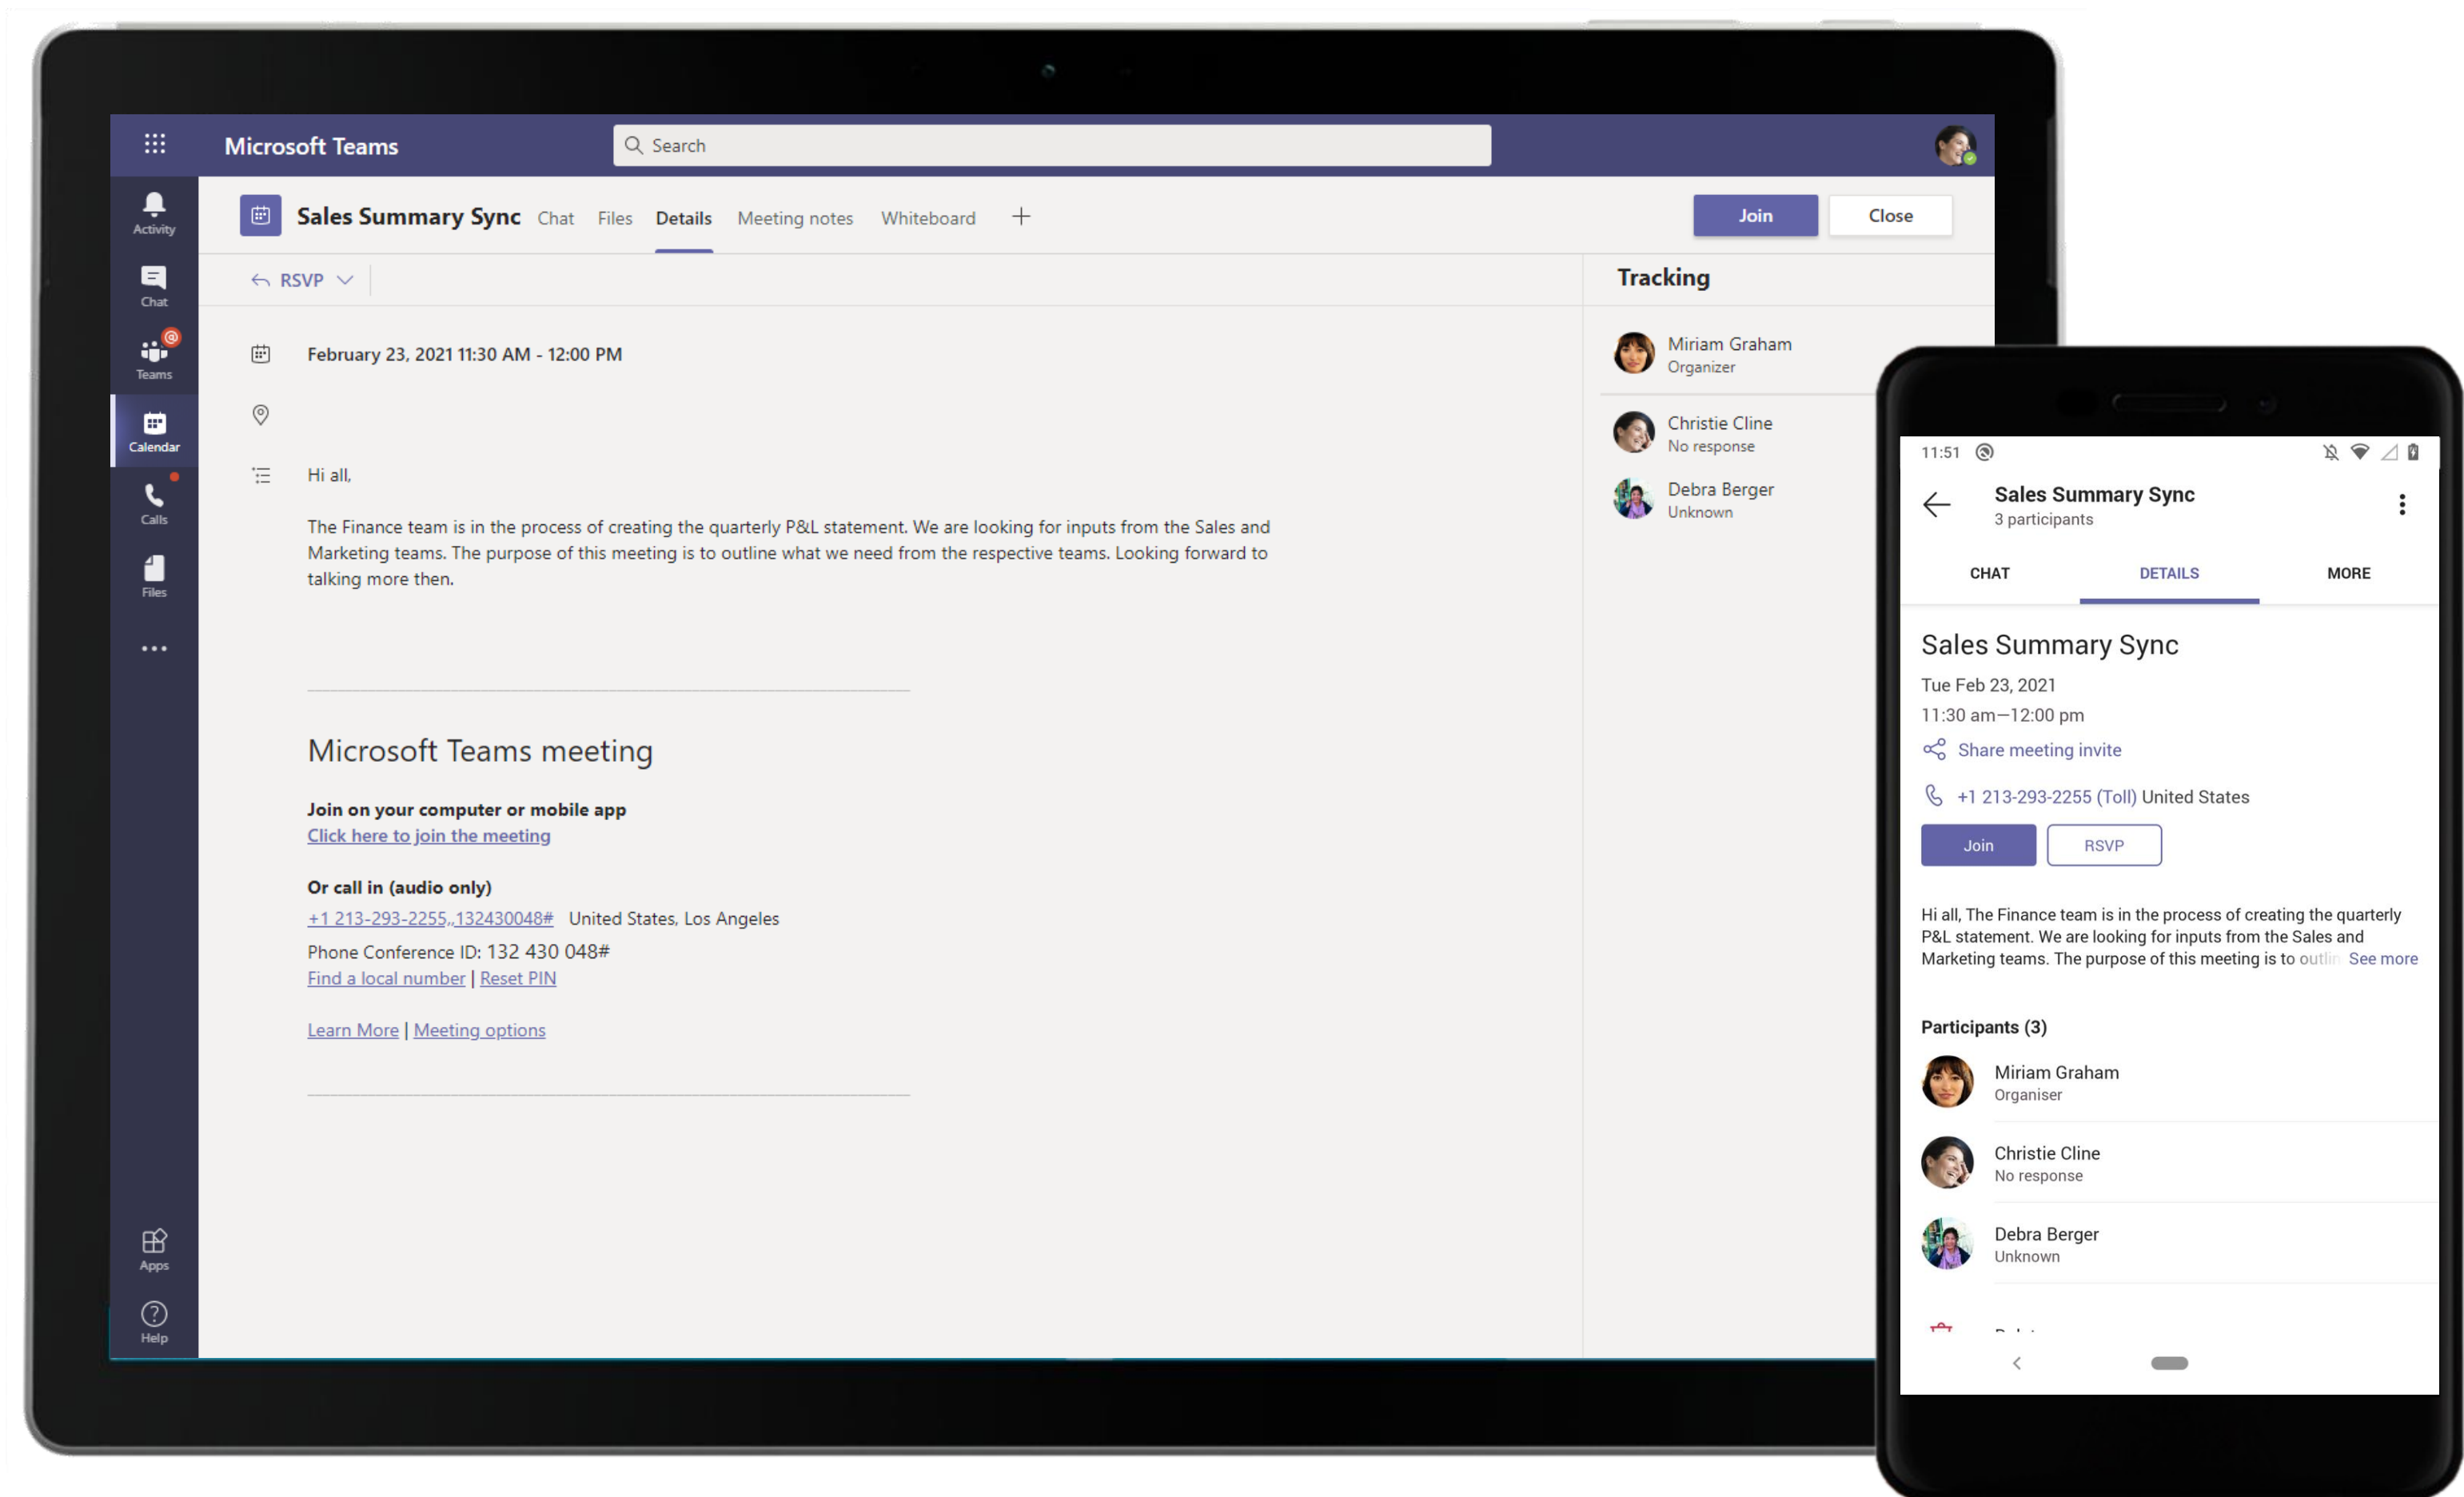 Microsoft Teams
Search
Activity
Chat
Teams
Calendar
Calls
Files
Apps
Help
Sales Summary Sync Chat Files Details Meeting notes Whiteboard
Join Close
RSVP
February 23, 2021 11:30 AM - 12:00 PM
Hi all,
The Finance team is in the process of creating the quarterly P&L statement. We are looking for inputs from the Sales and
Marketing teams. The purpose of this meeting is to outline what we need from the respective teams. Looking forward to
talking more then.
Microsoft Teams meeting
Join on your computer or mobile app
Click here to join the meeting
Or call in (audio only)
+1 213-293-2255,,132430048# United States, Los Angeles
Phone Conference ID: 132 430 048#
Find a local number | Reset PIN
Learn More | Meeting options
Tracking
Miriam Graham
Organizer
Christie Cline
No response
Debra Berger
Unknown
11:51
Sales Summary Sync
3 participants
CHAT DETAILS MORE
Sales Summary Sync
Tue Feb 23, 2021
11:30 am—12:00 pm
Share meeting invite
+1 213-293-2255 (Toll) United States
Join RSVP
Hi all, The Finance team is in the process of creating the quarterly
P&L statement. We are looking for inputs from the Sales and
Marketing teams. The purpose of this meeting is to outlin See more
Participants (3)
Miriam Graham
Organiser
Christie Cline
No response
Debra Berger
Unknown